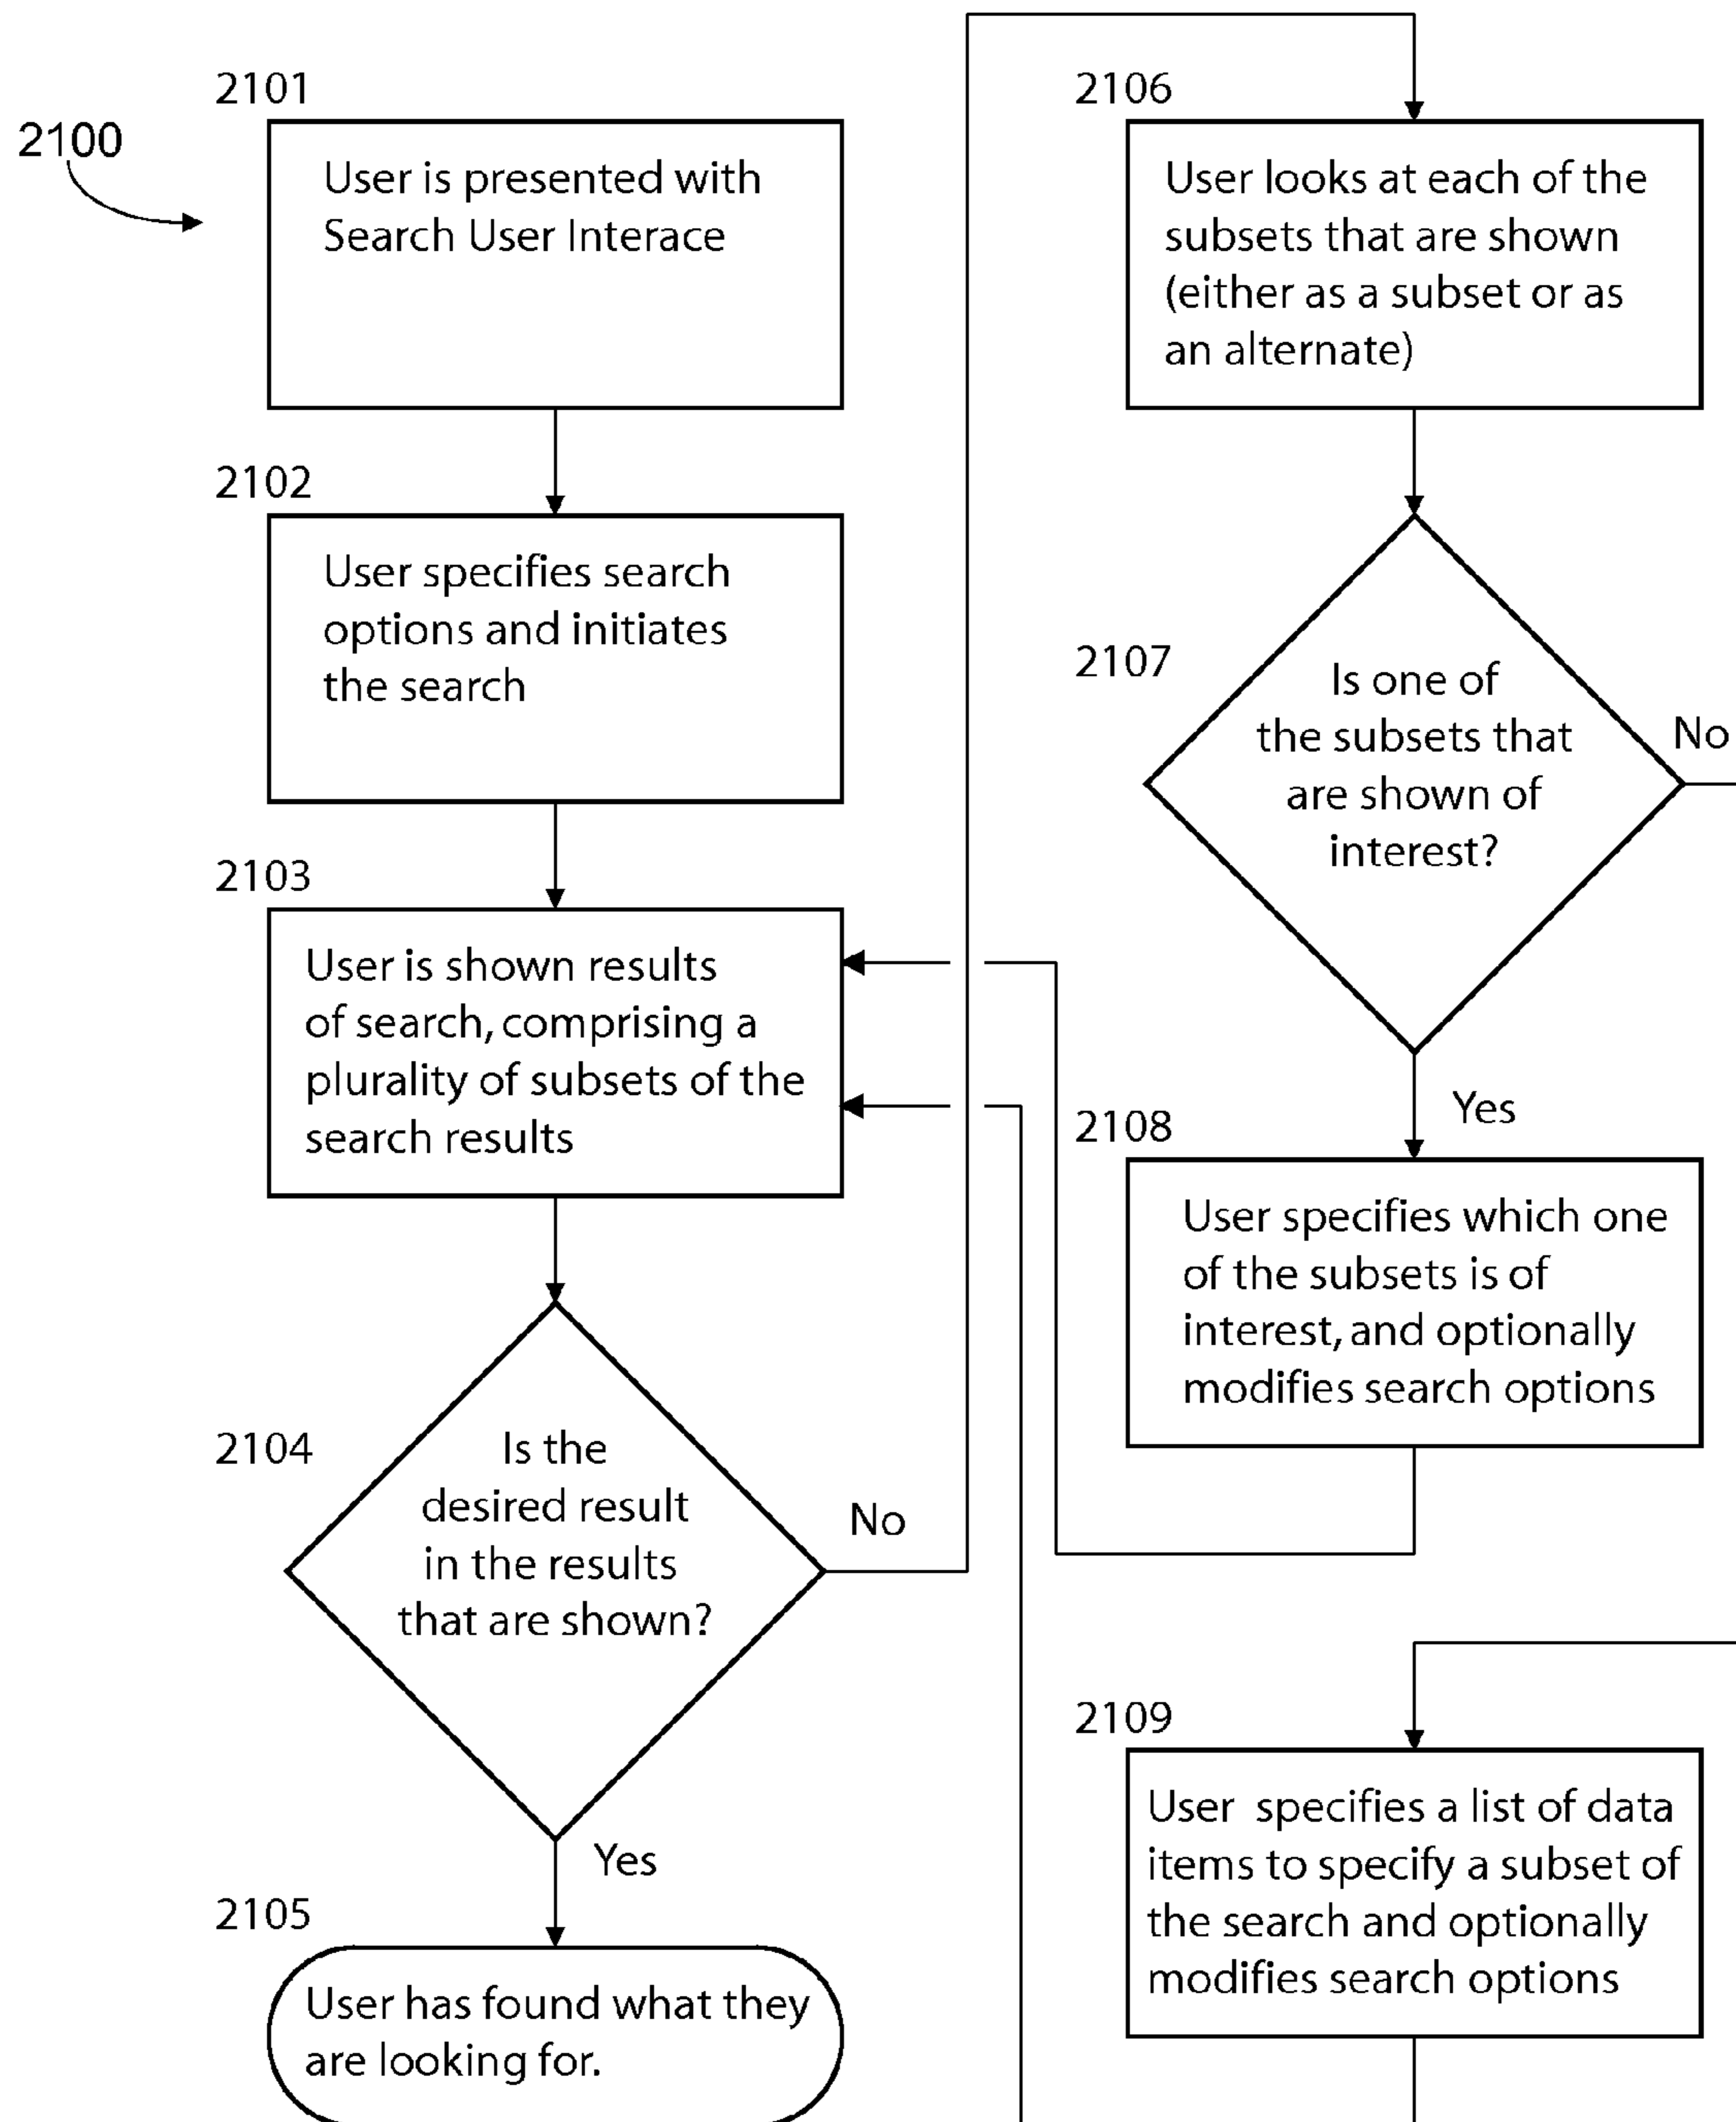 2100
2101
User is presented with
Search User Interace
2102
User specifies search
options and initiates
the search
2103
User is shown results
of search, comprising a
plurality of subsets of the
search results
2104
Is the
desired result
in the results
that are shown?
No
Yes
2105
User has found what they
are looking for.
2106
User looks at each of the
subsets that are shown
(either as a subset or as
an alternate)
2107
Is one of
the subsets that
are shown of
interest?
No
Yes
2108
User specifies which one
of the subsets is of
interest, and optionally
modifies search options
2109
User specifies a list of data
items to specify a subset of
the search and optionally
modifies search options